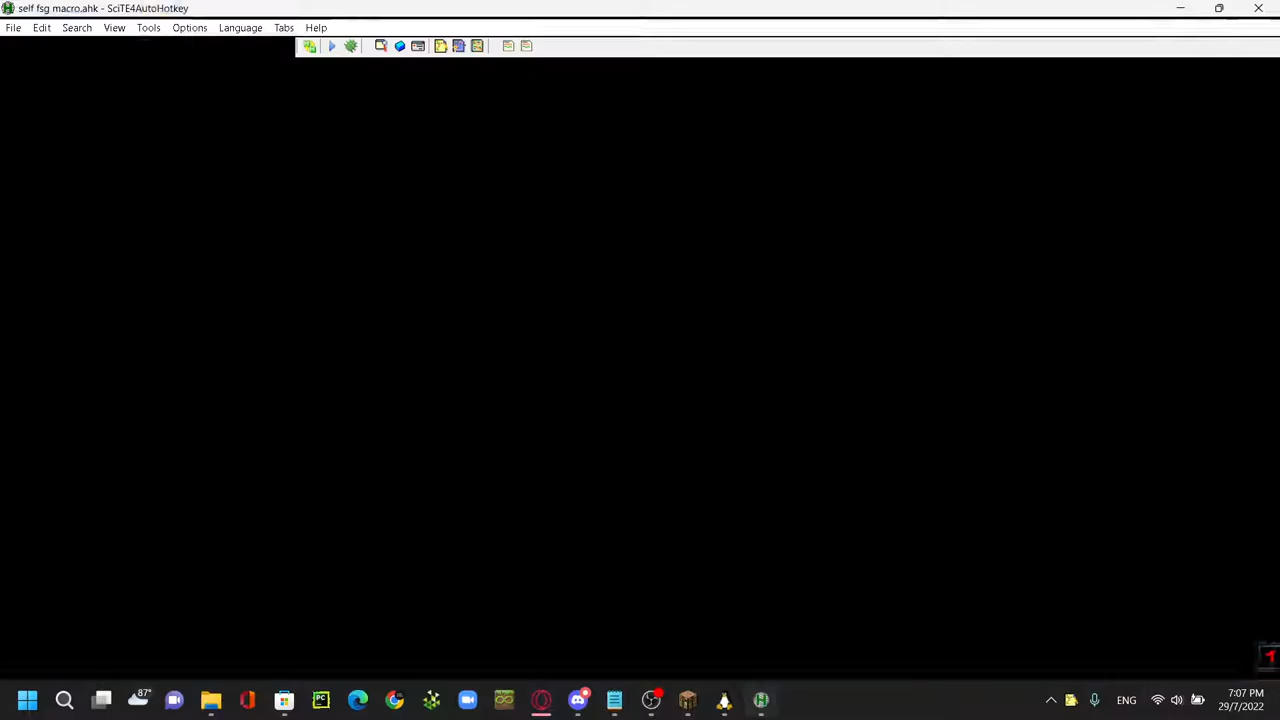 self fsg macro.ahk - SciTE4AutoHotkey
File Edit Search View Tools Options Language Tabs Help
87°
PC
ENG
7:07 PM
29/7/2022